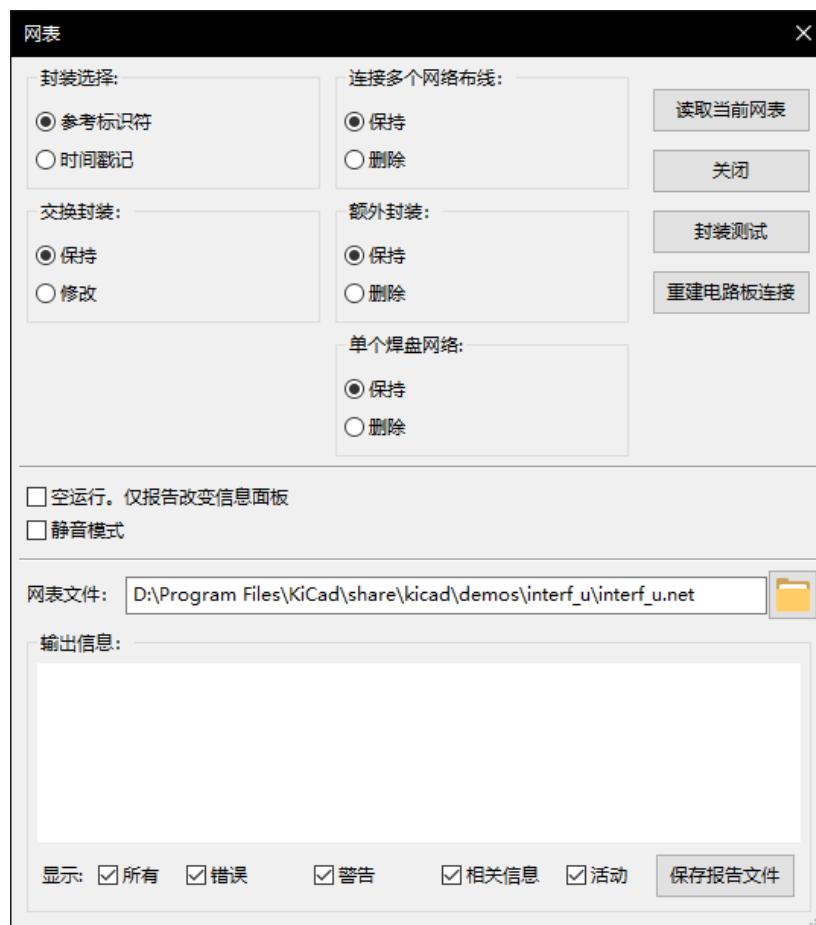 网表
封装选择:
参考标识符
时间戳记
连接多个网络布线:
保持
删除
读取当前网表
关闭
交换封装:
保持
修改
额外封装:
保持
删除
封装测试
重建电路板连接
单个焊盘网络:
保持
删除
空运行。仅报告改变信息面板
静音模式
网表文件: D:\Program Files\KiCad\share\kicad\demos\interf_u\interf_u.net
输出信息:
显示: 所有 错误 警告 相关信息 活动 保存报告文件